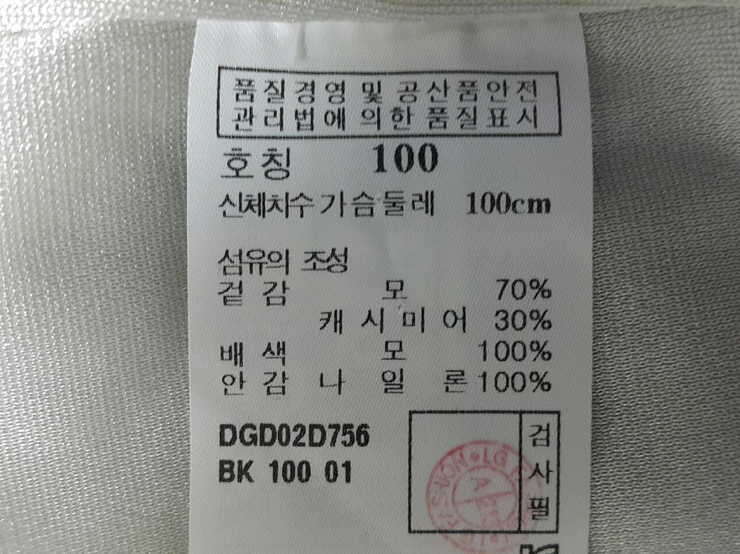 품질경영 및 공산품안전
관리법에 의한 품질표시
호칭 100
신체치수 가슴둘레 100cm
섬유의 조성
겉감 모 70%
캐시미어 30%
배색 모 100%
안감 나일론 100%
DGD02D756
BK 100 01
검사필